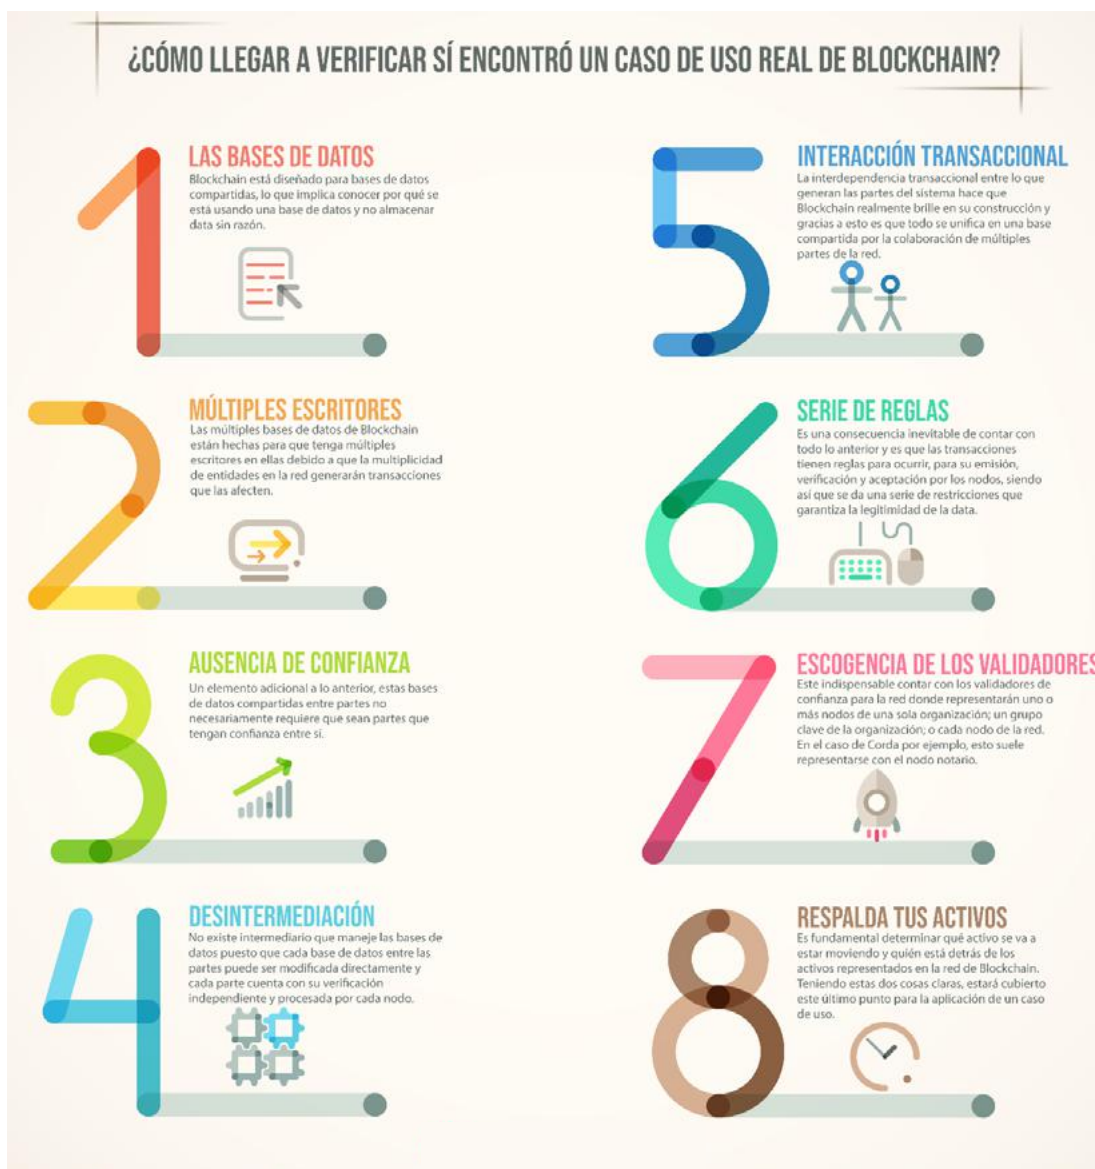 ¿CÓMO LLEGAR A VERIFICAR SÍ ENCONTRÓ UN CASO DE USO REAL DE BLOCKCHAIN?
1
LAS BASES DE DATOS
Blockchain está diseñado para bases de datos
compartidas, lo que implica conocer por qué se
está usando una base de datos y no almacenar
data sin razón.
2
MÚLTIPLES ESCRITORES
Las múltiples bases de datos de Blockchain
están hechas para que tenga múltiples
escritores en ellas debido a que la multiplicidad
de entidades en la red generarán transacciones
que las afecten.
3
AUSENCIA DE CONFIANZA
Un elemento adicional a lo anterior, estas bases
de datos compartidas entre partes no
necesariamente requiere que sean partes que
tengan confianza entre sí.
4
DESINTERMEDIACIÓN
No existe intermediario que maneje las bases de
datos puesto que cada base de datos entre las
partes puede ser modificada directamente y
cada parte cuenta con su verificación
independiente y procesada por cada nodo.
5
INTERACCIÓN TRANSACCIONAL
La interdependencia transaccional entre lo que
generan las partes del sistema hace que
Blockchain realmente brille en su construcción y
gracias a esto es que todo se unifica en una base
compartida por la colaboración de múltiples
partes de la red.
6
SERIE DE REGLAS
Es una consecuencia inevitable de contar con
todo lo anterior y es que las transacciones
tienen reglas para ocurrir, para su emisión,
verificación y aceptación por los nodos, siendo
así que se da una serie de restricciones que
garantiza la legitimidad de la data.
7
ESCOGENCIA DE LOS VALIDADORES
Este indispensable contar con los validadores de
confianza para la red donde representarán uno o
más nodos de una sola organización; un grupo
clave de la organización; o cada nodo de la red.
En el caso de Corda por ejemplo, esto suele
representarse con el nodo notario.
8
RESPALDA TUS ACTIVOS
Es fundamental determinar qué activo se va a
estar moviendo y quién está detrás de los
activos representados en la red de Blockchain.
Teniendo estas dos cosas claras, estará cubierto
este último punto para la aplicación de un caso
de uso.